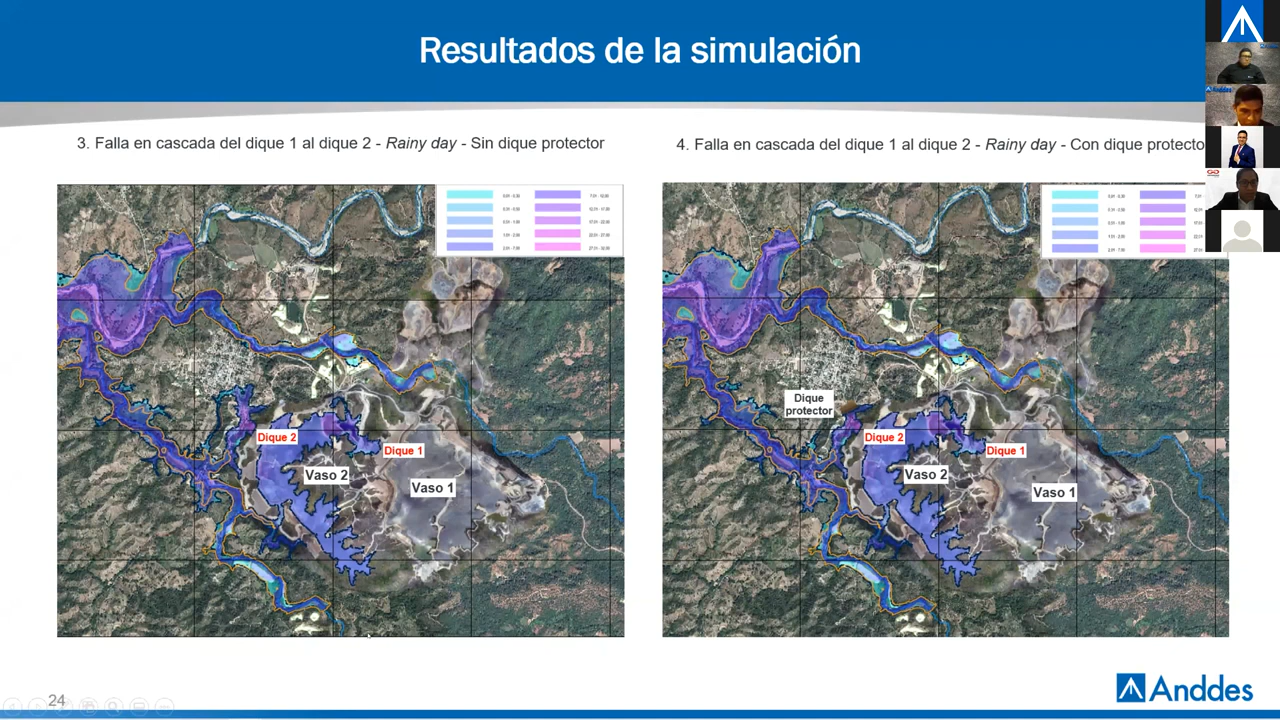 Resultados de la simulación
3. Falla en cascada del dique 1 al dique 2 - Rainy day - Sin dique protector
4. Falla en cascada del dique 1 al dique 2 - Rainy day - Con dique protecto
Dique 2
Dique 1
Vaso 2
Vaso 1
Dique
protector
Dique 2
Dique 1
Vaso 2
Vaso 1
24
Anddes